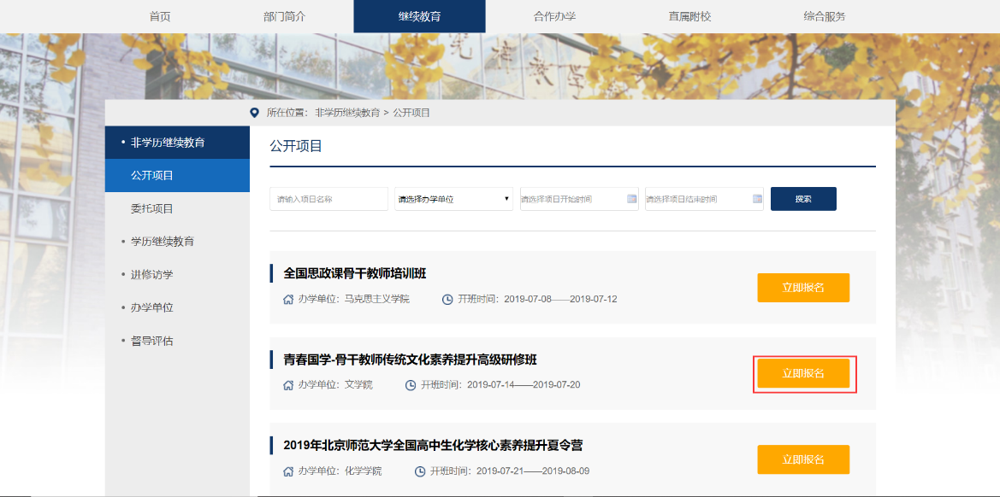 首页 部门简介 继续教育 合作办学 直属附校 综合服务
所在位置： 非学历继续教育 > 公开项目
• 非学历继续教育
公开项目
委托项目
• 学历继续教育
• 进修访学
• 办学单位
• 督导评估
公开项目
请输入项目名称 请选择办学单位 请选择项目开始时间 请选择项目结束时间 搜索
全国思政课骨干教师培训班
办学单位：马克思主义学院 开班时间：2019-07-08——2019-07-12
立即报名
青春国学-骨干教师传统文化素养提升高级研修班
办学单位：文学院 开班时间：2019-07-14——2019-07-20
立即报名
2019年北京师范大学全国高中生化学核心素养提升夏令营
办学单位：化学学院 开班时间：2019-07-21——2019-08-09
立即报名